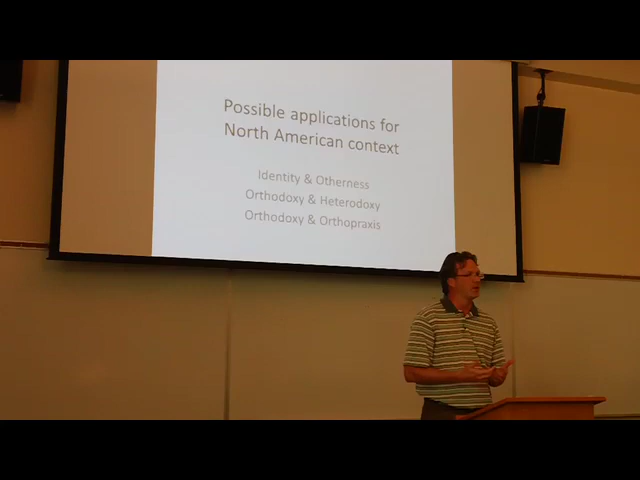 Possible applications for
North American context
Identity & Otherness
Orthodoxy & Heterodoxy
Orthodoxy & Orthopraxis